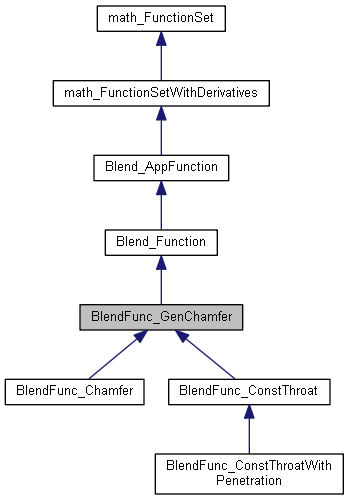 math_FunctionSet
math_FunctionSetWithDerivatives
Blend_AppFunction
Blend_Function
BlendFunc_GenChamfer
BlendFunc_Chamfer
BlendFunc_ConstThroat
BlendFunc_ConstThroatWith
Penetration